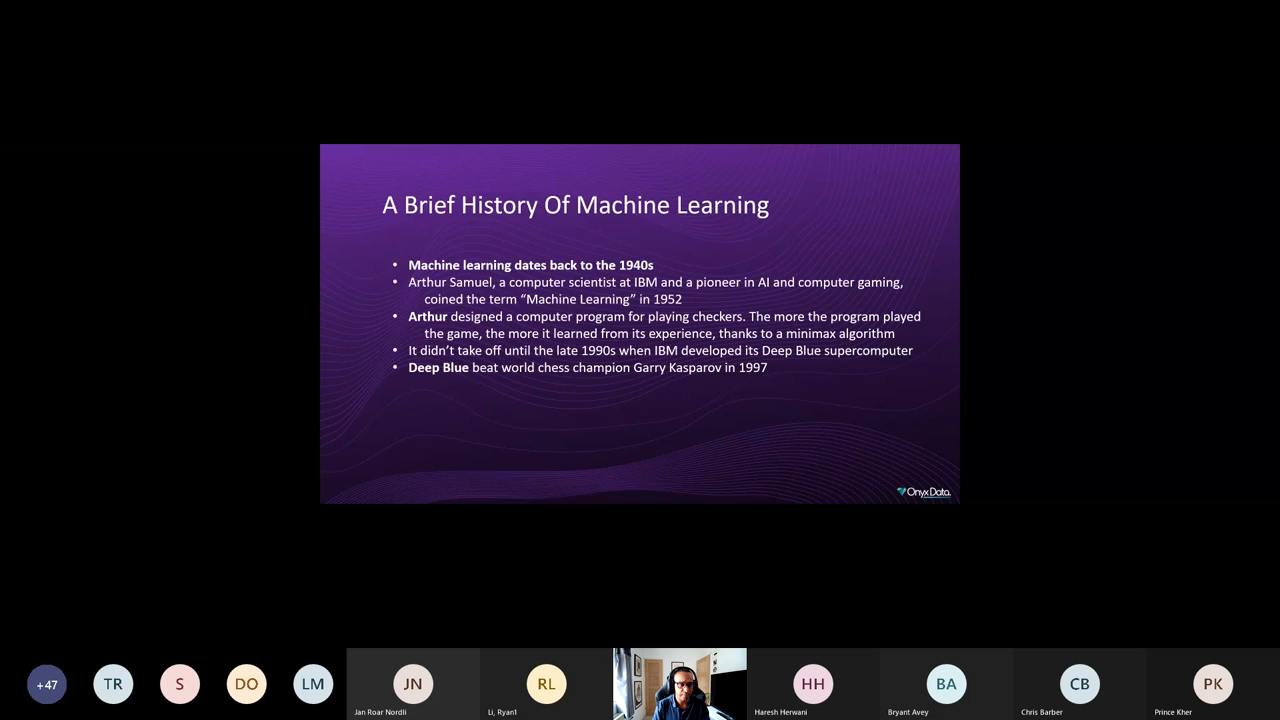 A Brief History Of Machine Learning
• Machine learning dates back to the 1940s
• Arthur Samuel, a computer scientist at IBM and a pioneer in AI and computer gaming,
coined the term “Machine Learning” in 1952
• Arthur designed a computer program for playing checkers. The more the program played
the game, the more it learned from its experience, thanks to a minimax algorithm
• It didn’t take off until the late 1990s when IBM developed its Deep Blue supercomputer
• Deep Blue beat world chess champion Garry Kasparov in 1997
OnyxData.
+47 TR S DO LM JN RL HH BA CB PK
Jan Roar Nordli Li, Ryan1 Haresh Herwani Bryant Avey Chris Barber Prince Kher